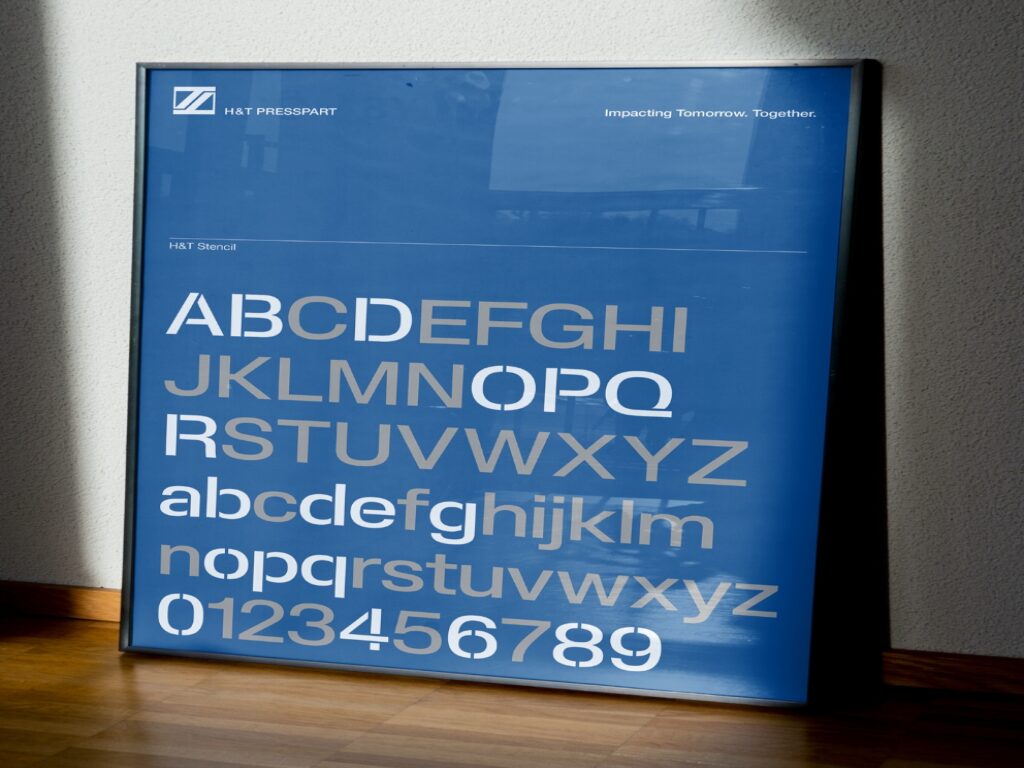 H&T PRESSPART
Impacting Tomorrow. Together.
H&T Stencil
ABCDEFGHI
JKLMNOPQ
RSTUVWXYZ
abcdefghijklm
nopqrstuvwxyz
0123456789